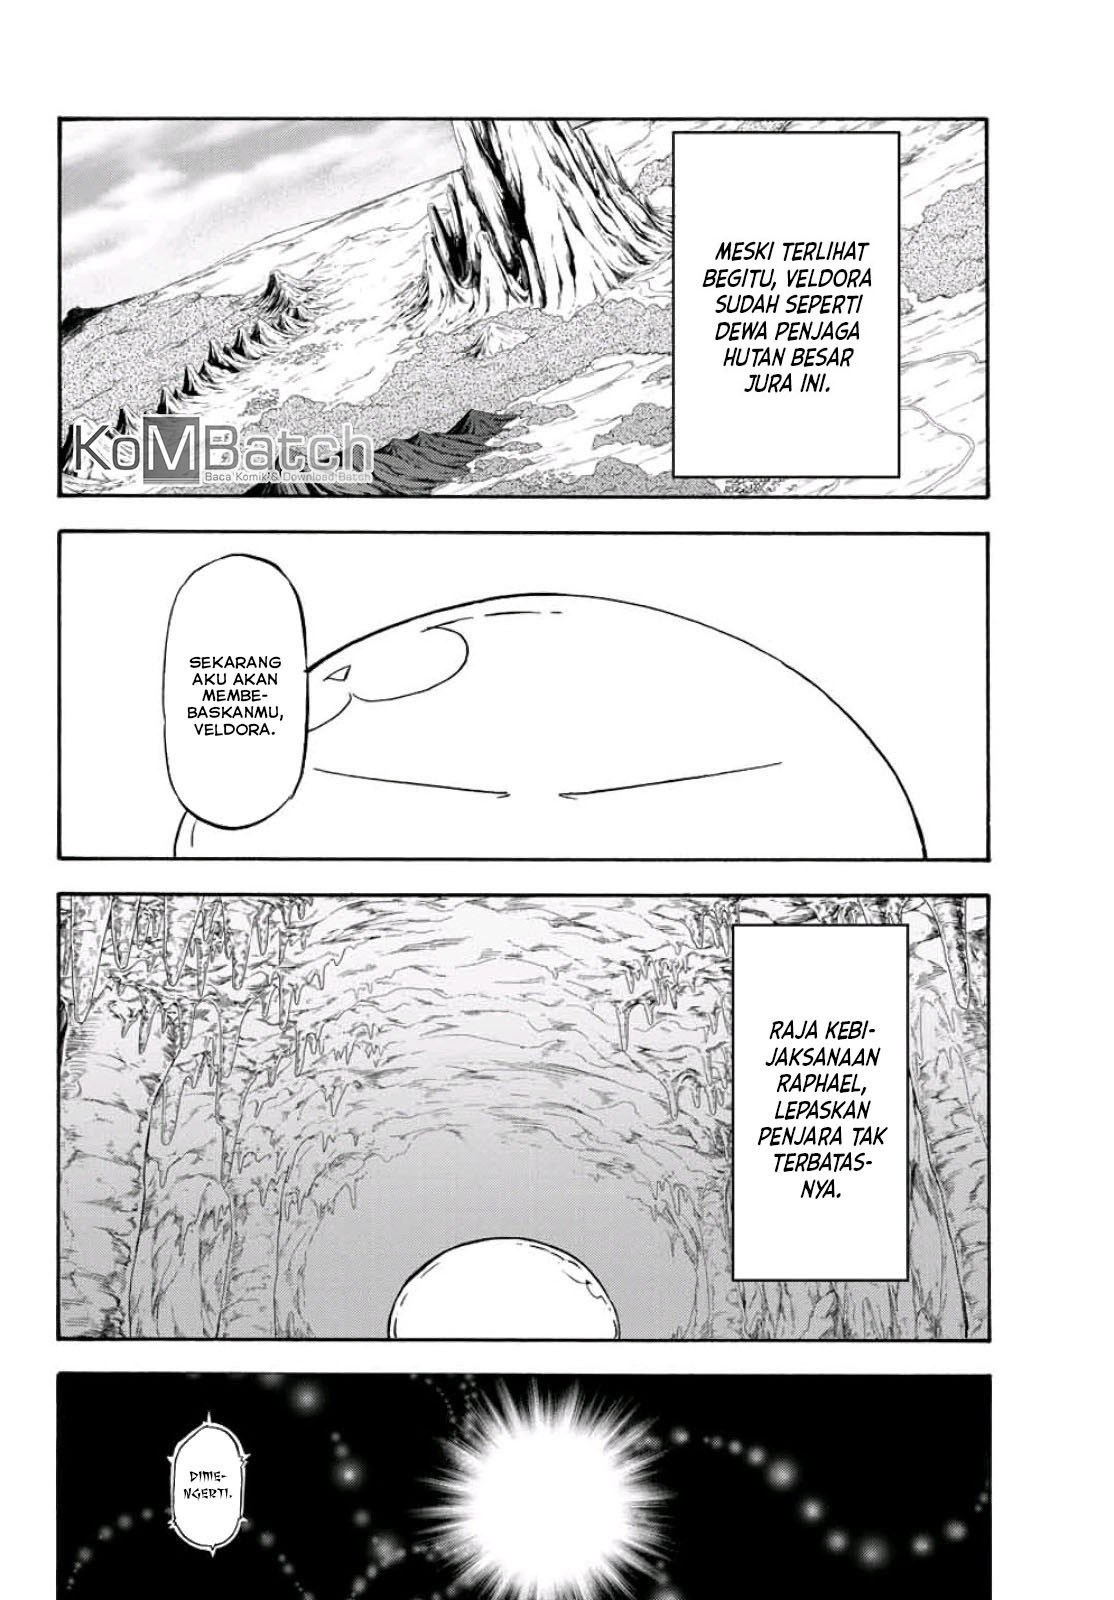 MESKI TERLIHAT
BEGITU, VELDORA
SUDAH SEPERTI
DEWA PENJAGA
HUTAN BESAR
JURA INI.
KoMBatch
Baca Komik & Download Batch
SEKARANG
AKU AKAN
MEMBE-
BASKANMU,
VELDORA.
RAJA KEBI-
JAKSANAAN
RAPHAEL,
LEPASKAN
PENJARA TAK
TERBATAS-
NYA.
DIME-
NGERTI.